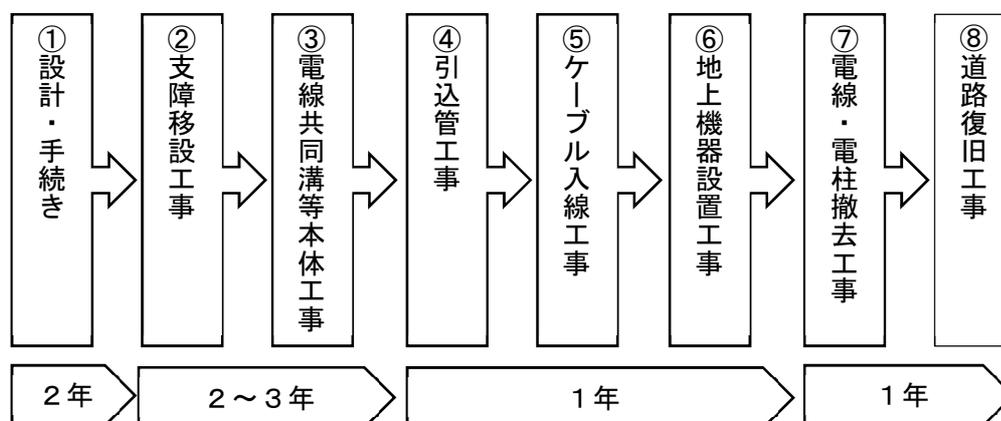 ①設計・手続き
②支障移設工事
③電線共同溝等本体工事
④引込管工事
⑤ケーブル入線工事
⑥地上機器設置工事
⑦電線・電柱撤去工事
⑧道路復旧工事
2年
2～3年
1年
1年